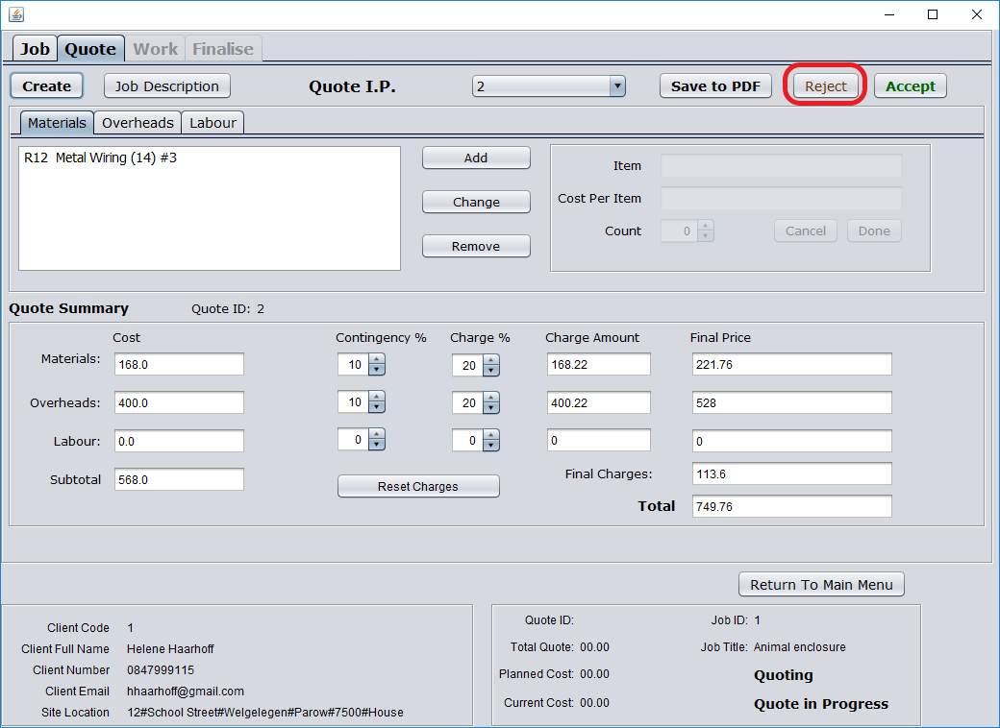 Job Quote Work Finalise
Create Job Description Quote I.P. 2 Save to PDF Reject Accept
Materials Overheads Labour
R12  Metal Wiring (14) #3
Add
Change
Remove
Item
Cost Per Item
Count 0 Cancel Done
Quote Summary Quote ID: 2
Cost Contingency % Charge % Charge Amount Final Price
Materials: 168.0 10 20 168.22 221.76
Overheads: 400.0 10 20 400.22 528
Labour: 0.0 0 0 0 0
Subtotal 568.0 Reset Charges Final Charges: 113.6
Total 749.76
Return To Main Menu
Client Code 1
Client Full Name Helene Haarhoff
Client Number 0847999115
Client Email hhaarhoff@gmail.com
Site Location 12#School Street#Welgelegen#Parow#7500#House
Quote ID: Job ID: 1
Total Quote: 00.00 Job Title: Animal enclosure
Planned Cost: 00.00 Quoting
Current Cost: 00.00 Quote in Progress